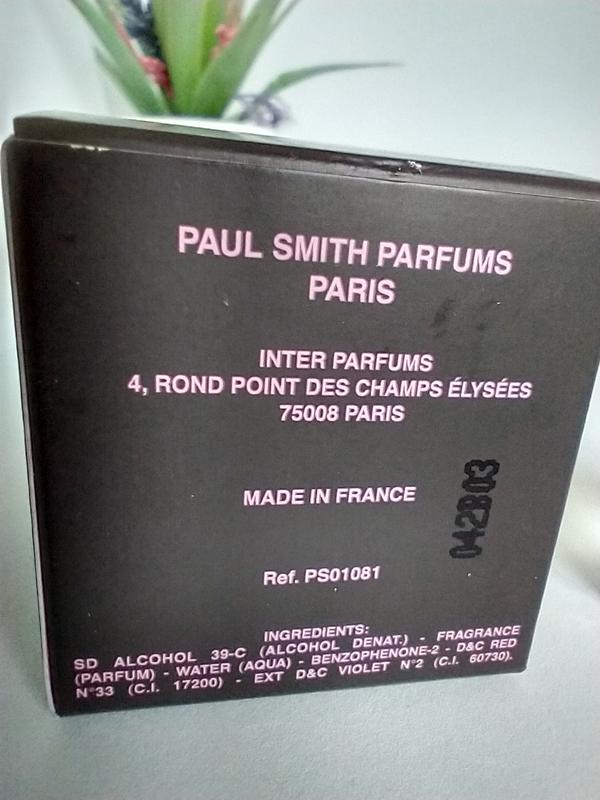 PAUL SMITH PARFUMS
PARIS
INTER PARFUMS
4, ROND POINT DES CHAMPS ÉLYSÉES
75008 PARIS
MADE IN FRANCE
042B03
Ref. PS01081
INGREDIENTS:
SD ALCOHOL 39-C (ALCOHOL DENAT.) - FRAGRANCE
(PARFUM) - WATER (AQUA) - BENZOPHENONE-2 - D&C RED
N°33 (C.I. 17200) - EXT D&C VIOLET N°2 (C.I. 60730).